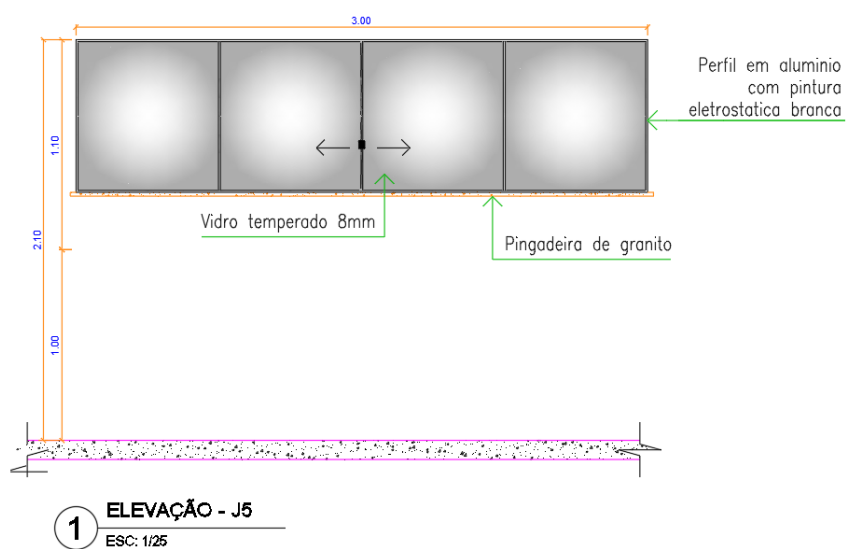 3.00
Perfil em aluminio
com pintura
eletrostatica branca
1.10
Vidro temperado 8mm
2.10
Pingadeira de granito
1.00
1
ELEVAÇÃO - J5
ESC: 1/25